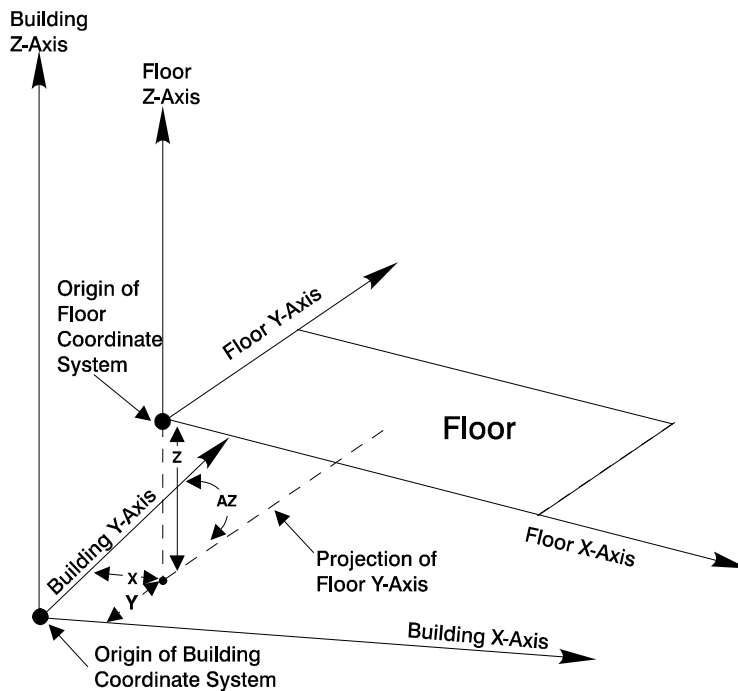 Building
Z-Axis
Floor
Z-Axis
Origin of
Floor
Coordinate
System
Floor Y-Axis
Floor
Z
Building Y-Axis
AZ
Floor X-Axis
X
Projection of
Floor Y-Axis
Y
Building X-Axis
Origin of Building
Coordinate System